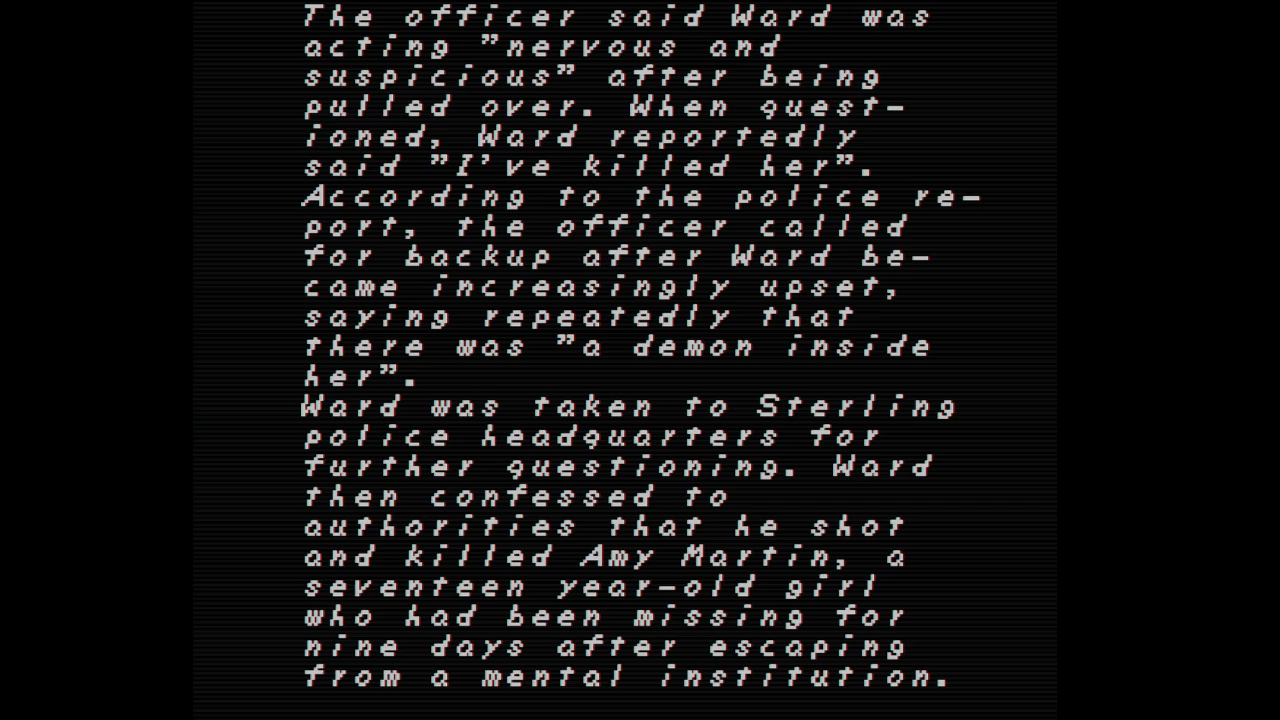 The officer said Ward was
acting "nervous and
suspicious" after being
pulled over. When quest-
ioned, Ward reportedly
said "I've killed her".
According to the police re-
port, the officer called
for backup after Ward be-
came increasingly upset,
saying repeatedly that
there was "a demon inside
her".
Ward was taken to Sterling
police headquarters for
further questioning. Ward
then confessed to
authorities that he shot
and killed Amy Martin, a
seventeen year-old girl
who had been missing for
nine days after escaping
from a mental institution.